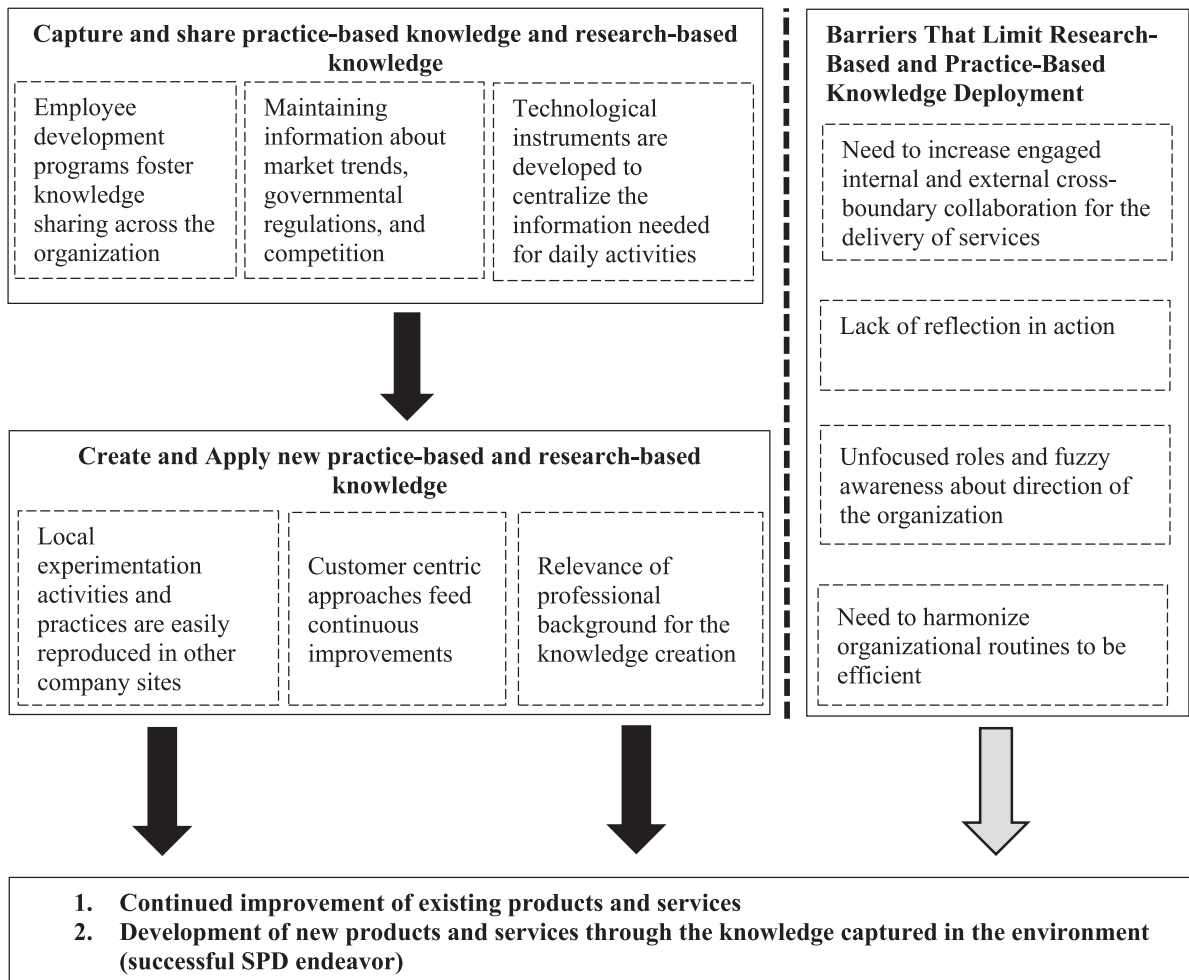 Capture and share practice-based knowledge and research-based
knowledge
Employee
development
programs foster
knowledge
sharing across the
organization
Maintaining
information about
market trends,
governmental
regulations, and
competition
Technological
instruments are
developed to
centralize the
information needed
for daily activities
Create and Apply new practice-based and research-based
knowledge
Local
experimentation
activities and
practices are easily
reproduced in other
company sites
Customer centric
approaches feed
continuous
improvements
Relevance of
professional
background for the
knowledge creation
Barriers That Limit Research-
Based and Practice-Based
Knowledge Deployment
Need to increase engaged
internal and external cross-
boundary collaboration for the
delivery of services
Lack of reflection in action
Unfocused roles and fuzzy
awareness about direction of
the organization
Need to harmonize
organizational routines to be
efficient
1. Continued improvement of existing products and services
2. Development of new products and services through the knowledge captured in the environment
(successful SPD endeavor)